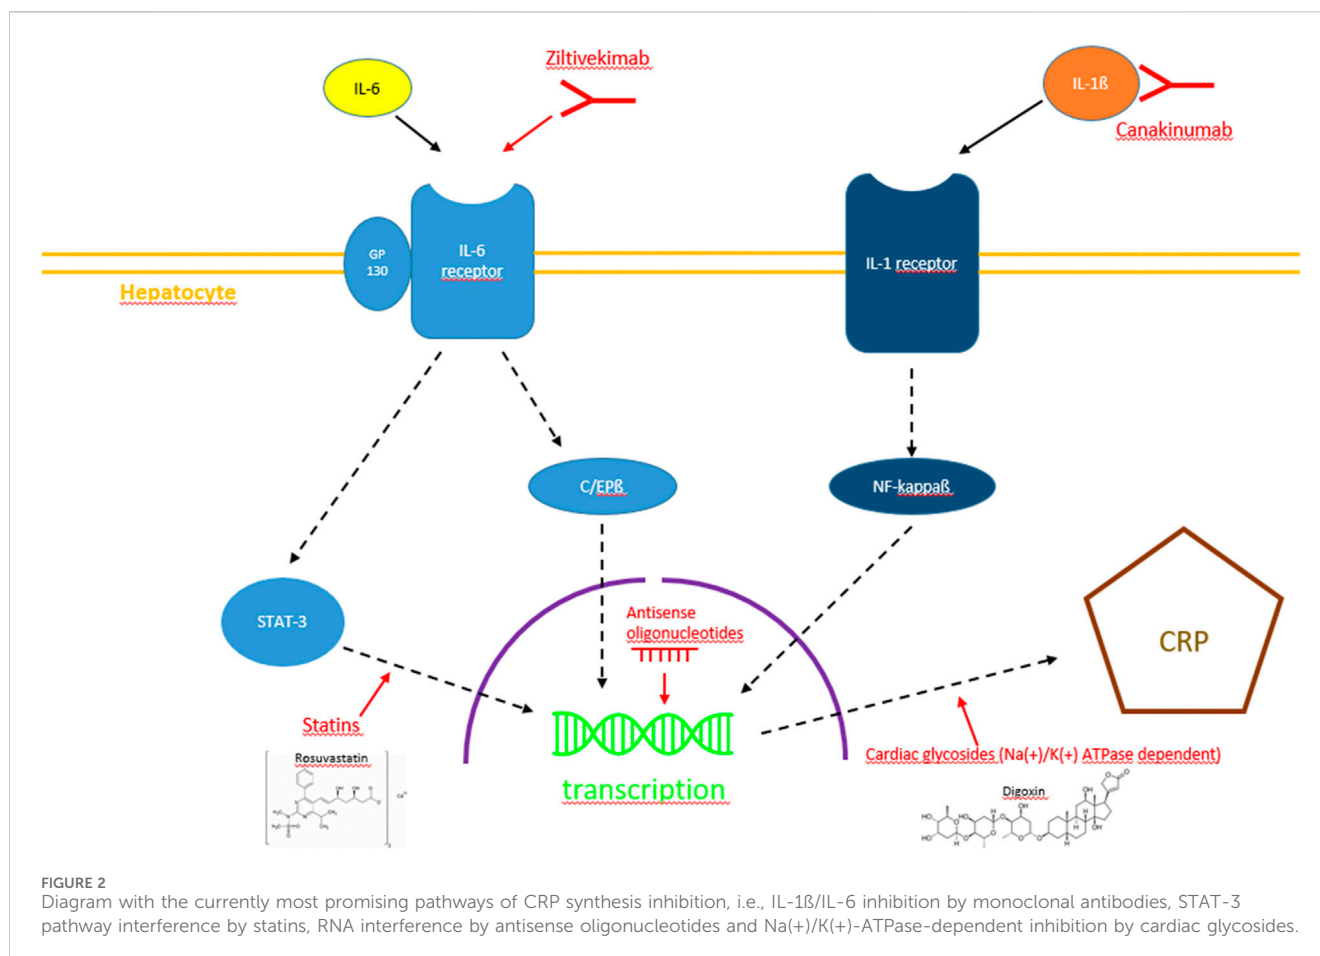 IL-6
Ziltivekimab
IL-1ß
Canakinumab
GP
130
IL-6
receptor
IL-1 receptor
Hepatocyte
C/EPß
NF-kappaß
STAT-3
Antisense
oligonucleotides
CRP
Statins
Rosuvastatin
transcription
Cardiac glycosides (Na(+)/K(+) ATPase dependent)
Digoxin
FIGURE 2
Diagram with the currently most promising pathways of CRP synthesis inhibition, i.e., IL-1ß/IL-6 inhibition by monoclonal antibodies, STAT-3
pathway interference by statins, RNA interference by antisense oligonucleotides and Na(+)/K(+)-ATPase-dependent inhibition by cardiac glycosides.